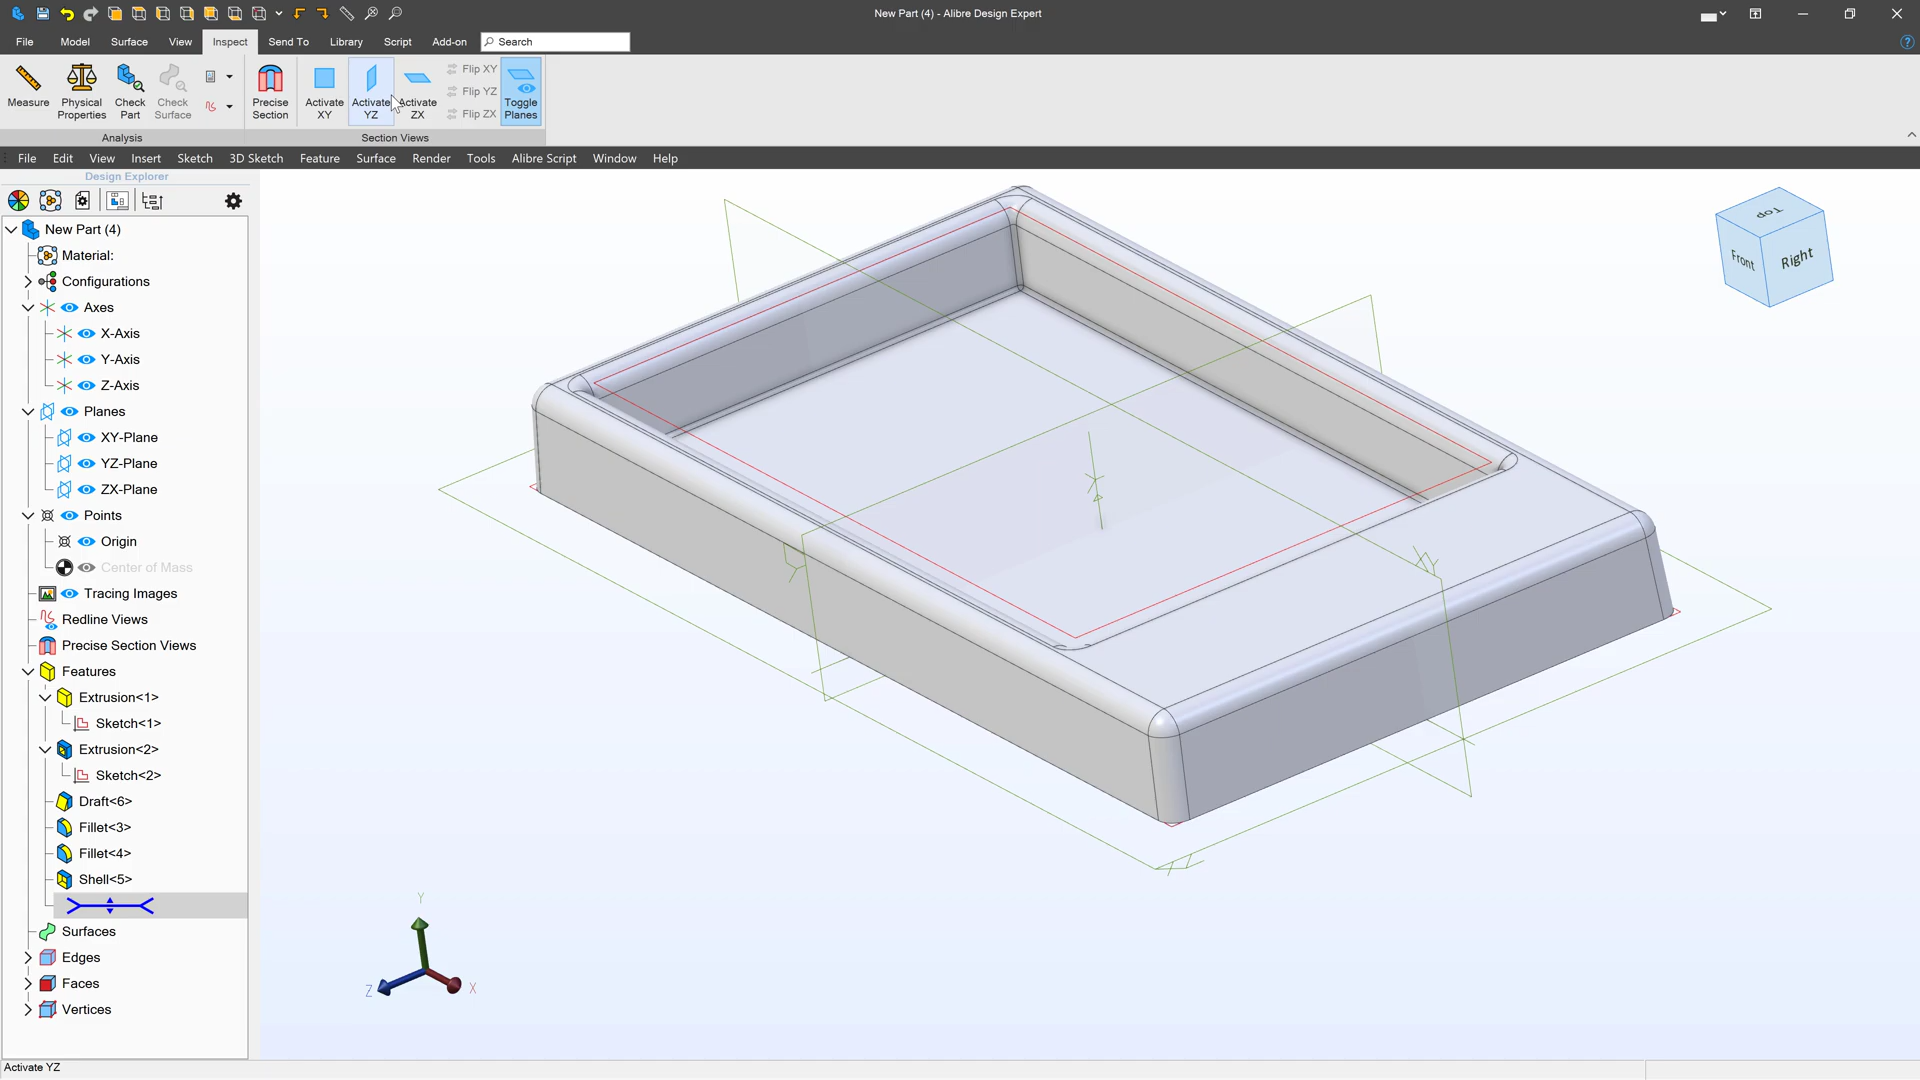 New Part (4) - Alibre Design Expert
File Model Surface View Inspect Send To Library Script Add-on Search
Measure
Physical Properties
Check Part
Check Surface
Precise Section
Activate XY
Activate YZ
Activate ZX
Flip XY
Flip YZ
Flip ZX
Toggle Planes
Analysis
Section Views
File Edit View Insert Sketch 3D Sketch Feature Surface Render Tools Alibre Script Window Help
Design Explorer
New Part (4)
Material:
Configurations
Axes
X-Axis
Y-Axis
Z-Axis
Planes
XY-Plane
YZ-Plane
ZX-Plane
Points
Origin
Center of Mass
Tracing Images
Redline Views
Precise Section Views
Features
Extrusion<1>
Sketch<1>
Extrusion<2>
Sketch<2>
Draft<6>
Fillet<3>
Fillet<4>
Shell<5>
Surfaces
Edges
Faces
Vertices
Top
Front
Right
XY
Y
Z
X
Activate YZ